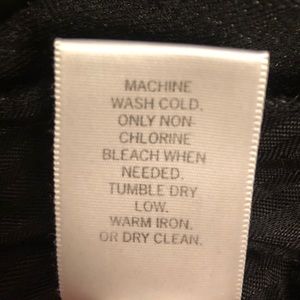 MACHINE
WASH COLD.
ONLY NON-
CHLORINE
BLEACH WHEN
NEEDED.
TUMBLE DRY
LOW.
WARM IRON.
OR DRY CLEAN.